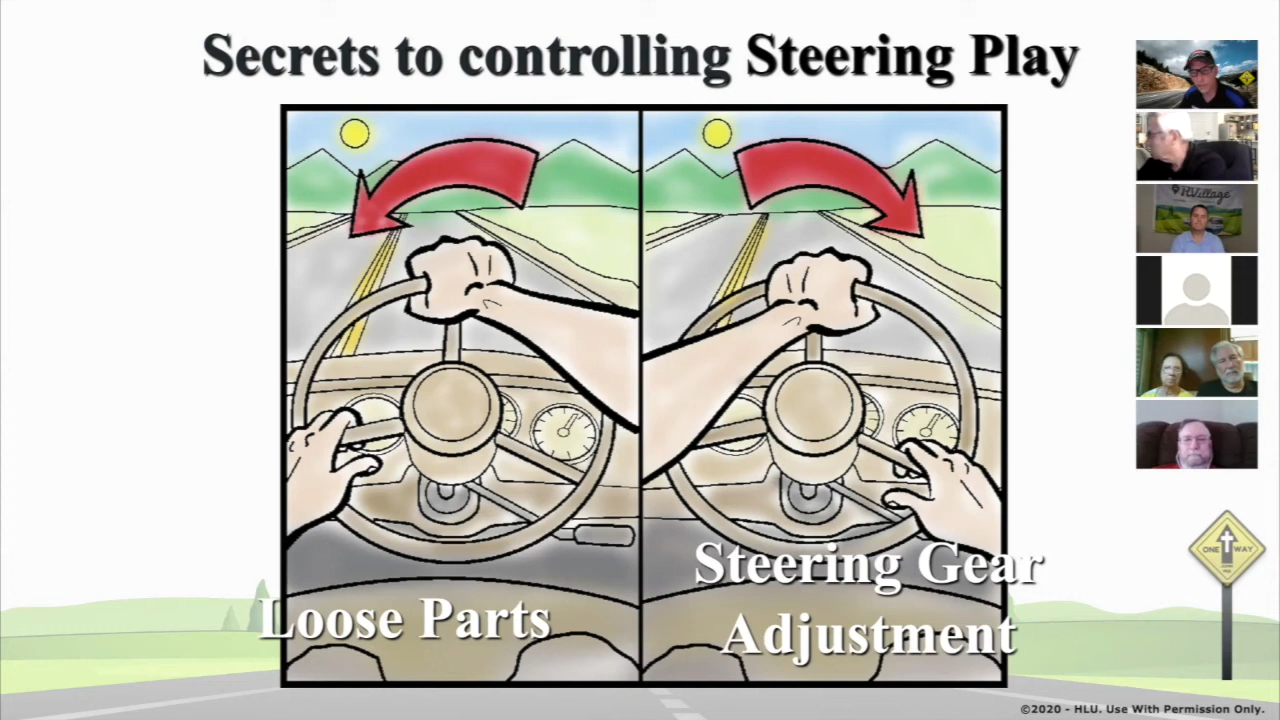 Secrets to controlling Steering Play
Loose Parts
Steering Gear
Adjustment
ONE WAY
©2020 - HLU. Use With Permission Only.